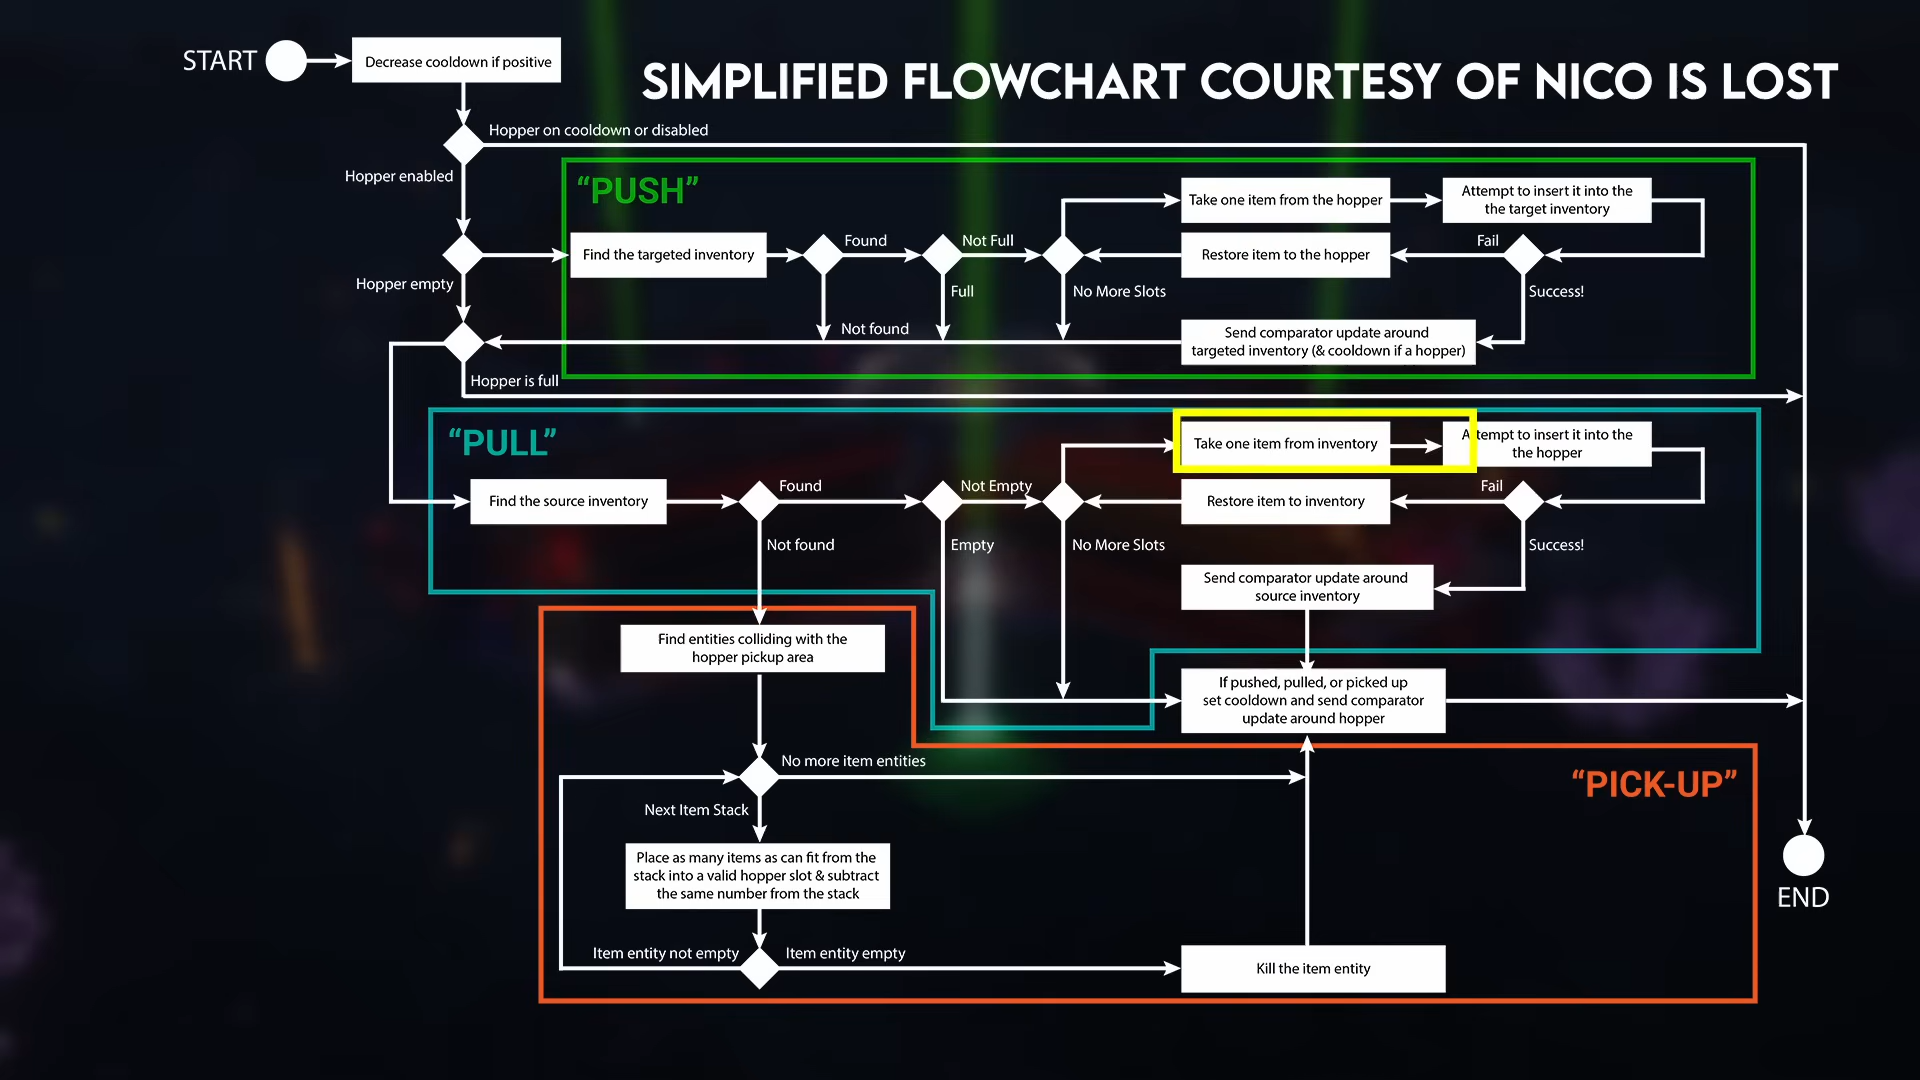 START
Decrease cooldown if positive
SIMPLIFIED FLOWCHART COURTESY OF NICO IS LOST
Hopper on cooldown or disabled
Hopper enabled
"PUSH"
Take one item from the hopper
Attempt to insert it into the
the target inventory
Find the targeted inventory
Found
Not Full
Restore item to the hopper
Fail
Hopper empty
Full
No More Slots
Success!
Not found
Send comparator update around
targeted inventory (& cooldown if a hopper)
Hopper is full
"PULL"
Take one item from inventory
Attempt to insert it into the
the hopper
Find the source inventory
Found
Not Empty
Restore item to inventory
Fail
Not found
Empty
No More Slots
Success!
Send comparator update around
source inventory
Find entities colliding with the
hopper pickup area
If pushed, pulled, or picked up
set cooldown and send comparator
update around hopper
No more item entities
"PICK-UP"
Next Item Stack
Place as many items as can fit from the
stack into a valid hopper slot & subtract
the same number from the stack
END
Item entity not empty
Item entity empty
Kill the item entity